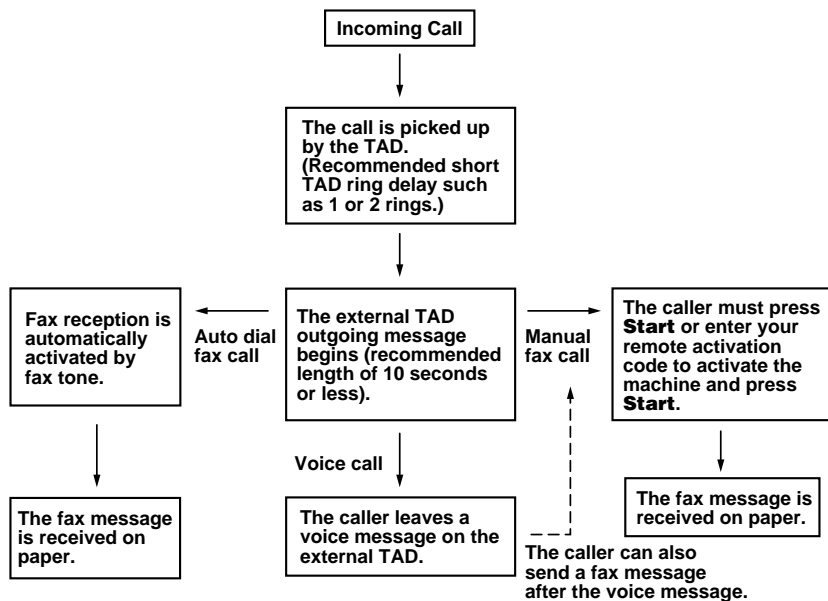 Incoming Call
The call is picked up
by the TAD.
(Recommended short
TAD ring delay such
as 1 or 2 rings.)
Fax reception is
automatically
activated by
fax tone.
Auto dial
fax call
The external TAD
outgoing message
begins (recommended
length of 10 seconds
or less).
Manual
fax call
The caller must press
Start or enter your
remote activation
code to activate the
machine and press
Start.
Voice call
The fax message
is received on
paper.
The caller leaves a
voice message on the
external TAD.
The fax message is
received on paper.
The caller can also
send a fax message
after the voice message.